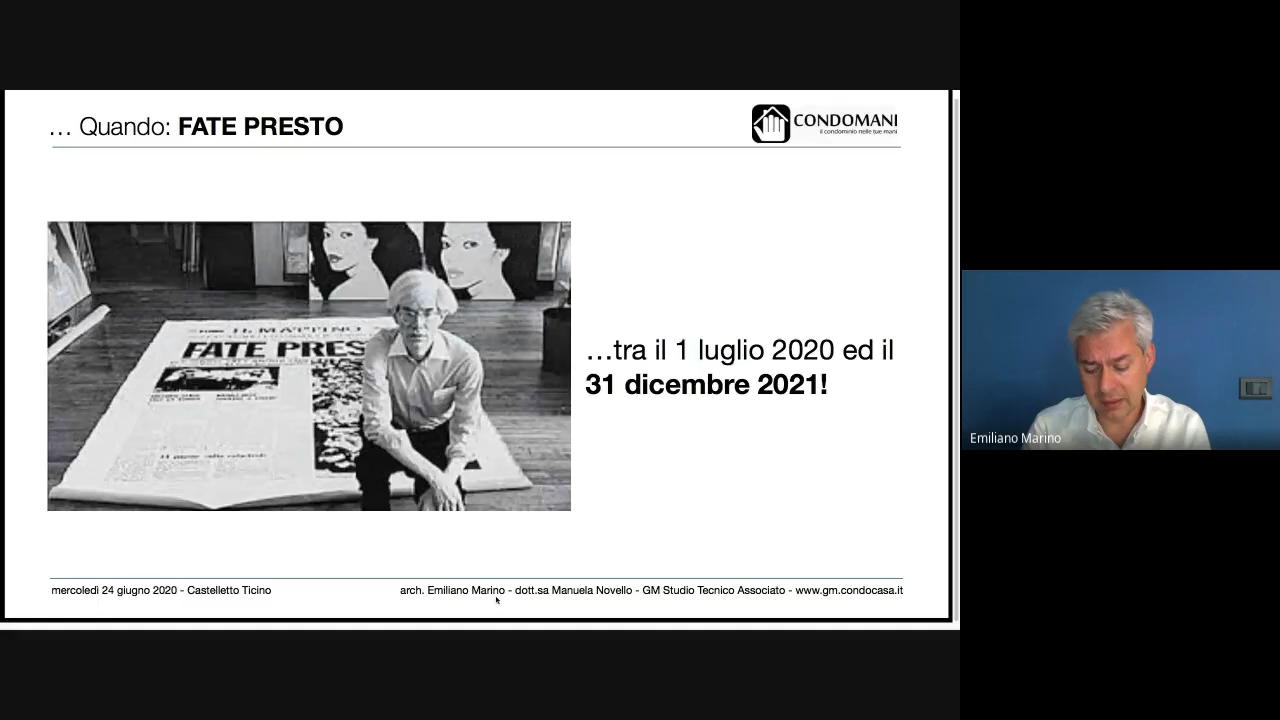 … Quando: FATE PRESTO
CONDOMANI
il condominio nelle tue mani
IL MATTINO
FATE PRES
…tra il 1 luglio 2020 ed il
31 dicembre 2021!
Emiliano Marino
mercoledì 24 giugno 2020 - Castelletto Ticino
arch. Emiliano Marino - dott.sa Manuela Novello - GM Studio Tecnico Associato - www.gm.condocasa.it